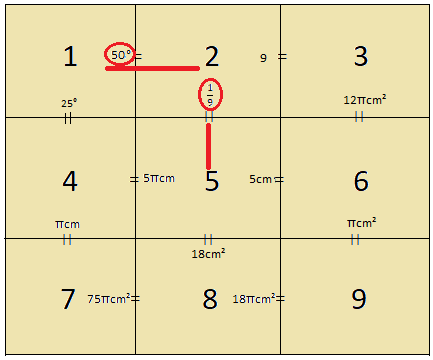 1 50° = 2 9 = 3
25° 1/9 12πcm²
4 = 5πcm 5 5cm = 6
πcm 18cm² πcm²
7 75πcm² = 8 18πcm² = 9